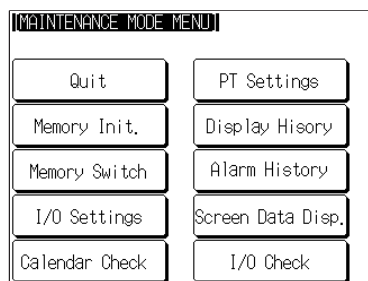 [MAINTENANCE MODE MENU]
Quit
PT Settings
Memory Init.
Display Hisory
Memory Switch
Alarm History
I/O Settings
Screen Data Disp.
Calendar Check
I/O Check